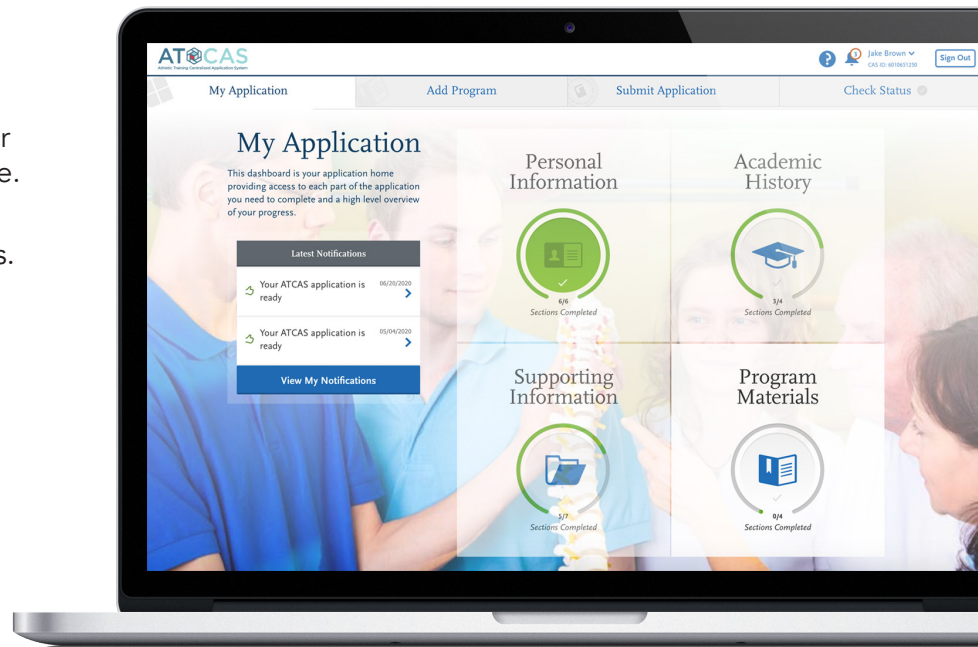 r
e.
s.
ATCAS
Athletic Training Centralized Application System
?
3
Jake Brown
CAS ID: 6010651250
Sign Out
My Application
Add Program
Submit Application
Check Status
My Application
This dashboard is your application home
providing access to each part of the application
you need to complete and a high level overview
of your progress.
Latest Notifications
Your ATCAS application is
ready
06/20/2020
Your ATCAS application is
ready
05/04/2020
View My Notifications
Personal
Information
6/6
Sections Completed
Academic
History
3/4
Sections Completed
Supporting
Information
5/7
Sections Completed
Program
Materials
0/4
Sections Completed